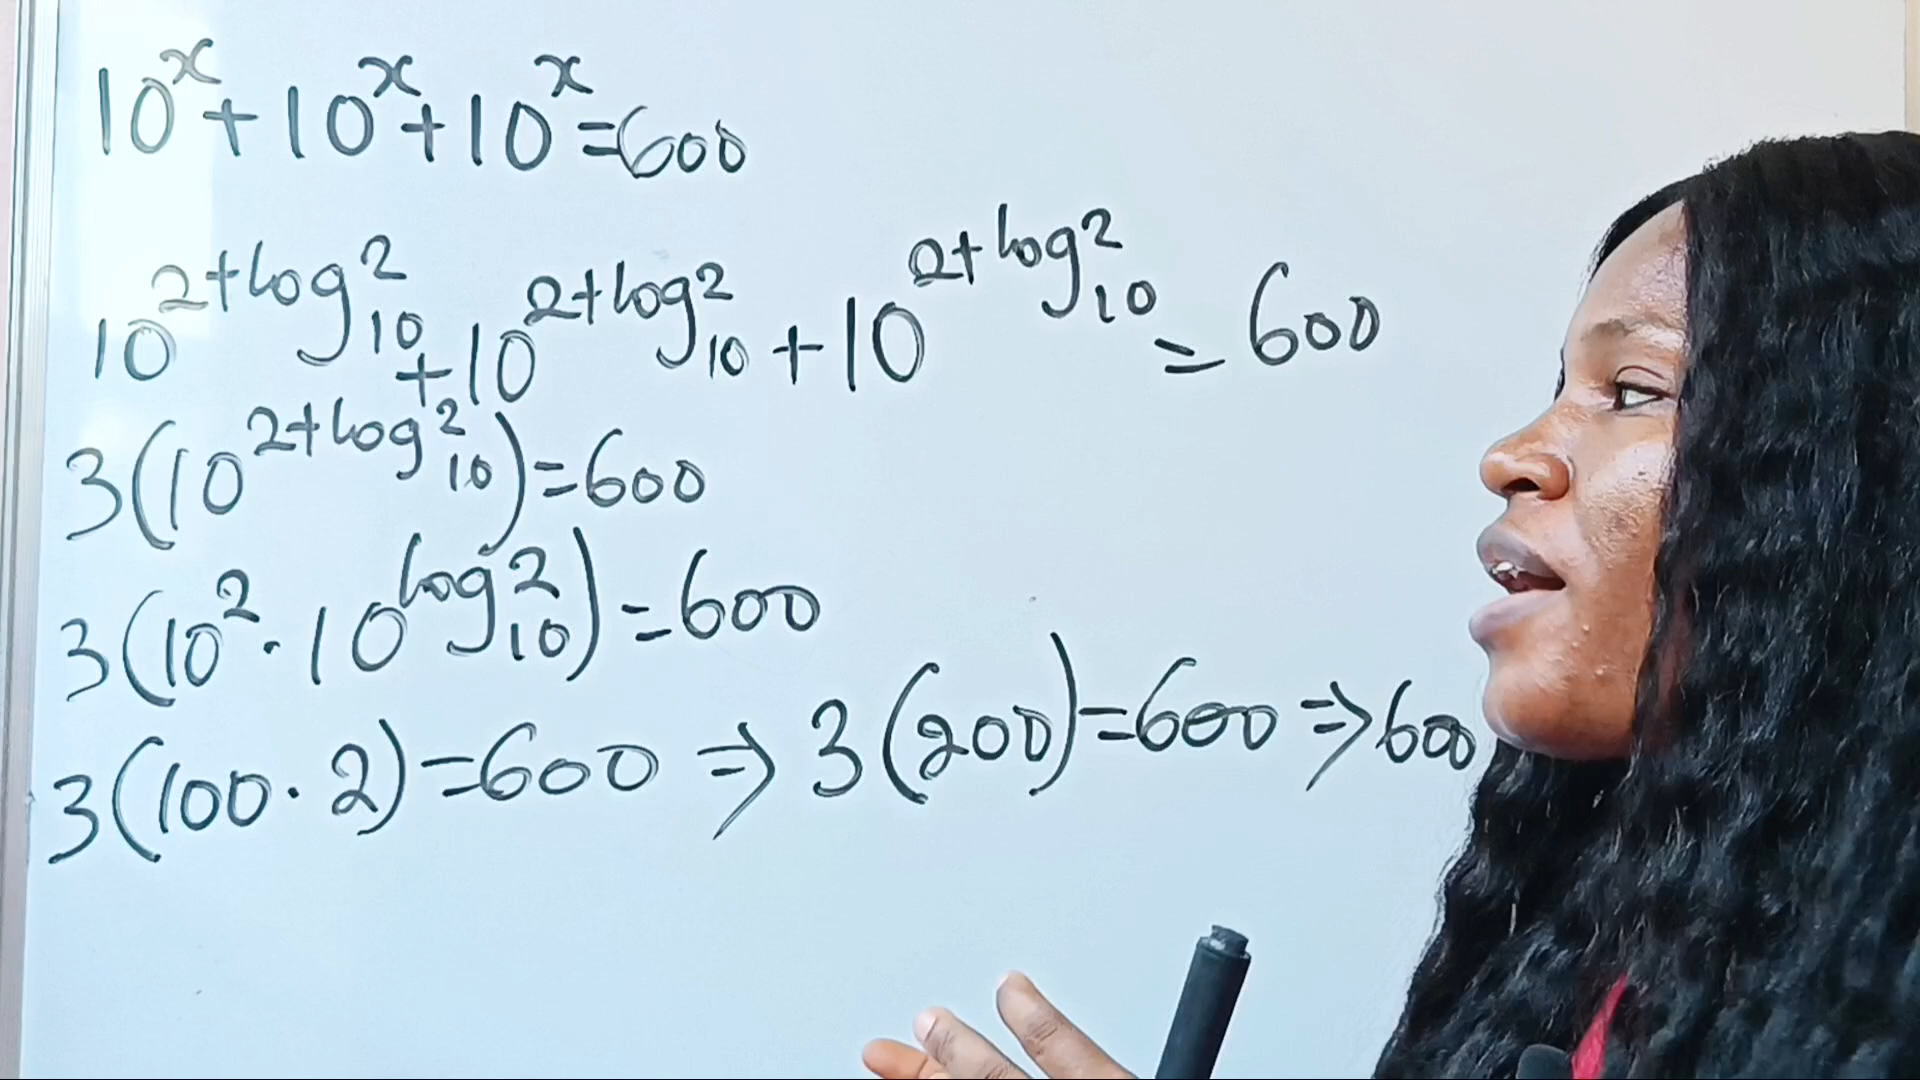 10^x + 10^x + 10^x = 600
10^(2+log_10^2) + 10^(2+log_10^2) + 10^(2+log_10^2) = 600
3(10^(2+log_10^2)) = 600
3(10^2 · 10^(log_10^2)) = 600
3(100 · 2) = 600 ⇒ 3(200) = 600 ⇒ 600